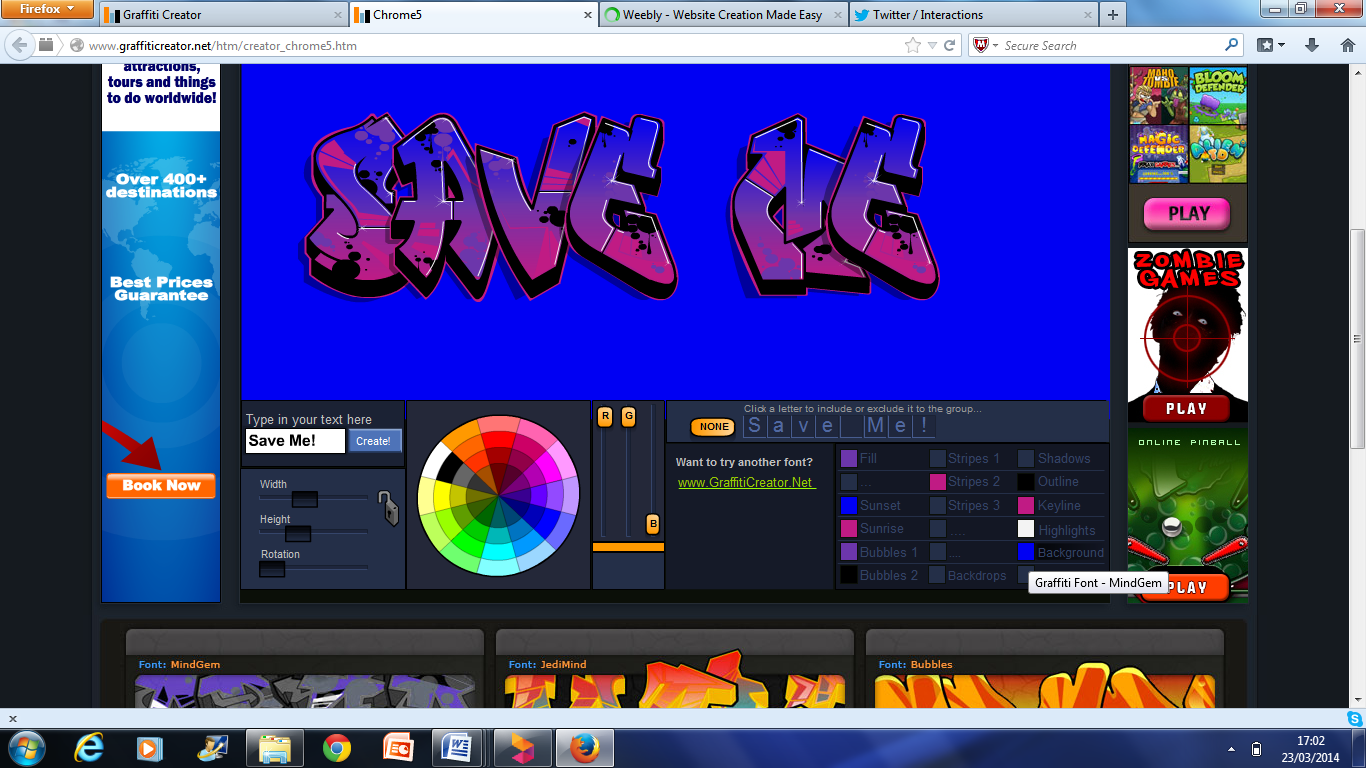 Firefox
Graffiti Creator
Chrome5
Weebly - Website Creation Made Easy
Twitter / Interactions
www.graffiticreator.net/htm/creator_chrome5.htm
Secure Search
attractions,
tours and things
to do worldwide!
Over 400+
destinations
Best Prices
Guarantee
Book Now
SAVE ME
MAHO
ZOMBIE
BLOOM
DEFENDER
MAGIC
DEFENDER
ALIEN
PLAY
ZOMBIE
GAMES
PLAY
ONLINE PINBALL
PLAY
Type in your text here
Save Me!
Create!
Width
Height
Rotation
R
G
B
NONE
Click a letter to include or exclude it to the group...
Save Me!
Want to try another font?
www.GraffitiCreator.Net
Fill
Stripes 1
Shadows
...
Stripes 2
Outline
Sunset
Stripes 3
Keyline
Sunrise
....
Highlights
Bubbles 1
....
Background
Bubbles 2
Backdrops
Graffiti Font - MindGem
Font: MindGem
Font: JediMind
Font: Bubbles
17:02
23/03/2014